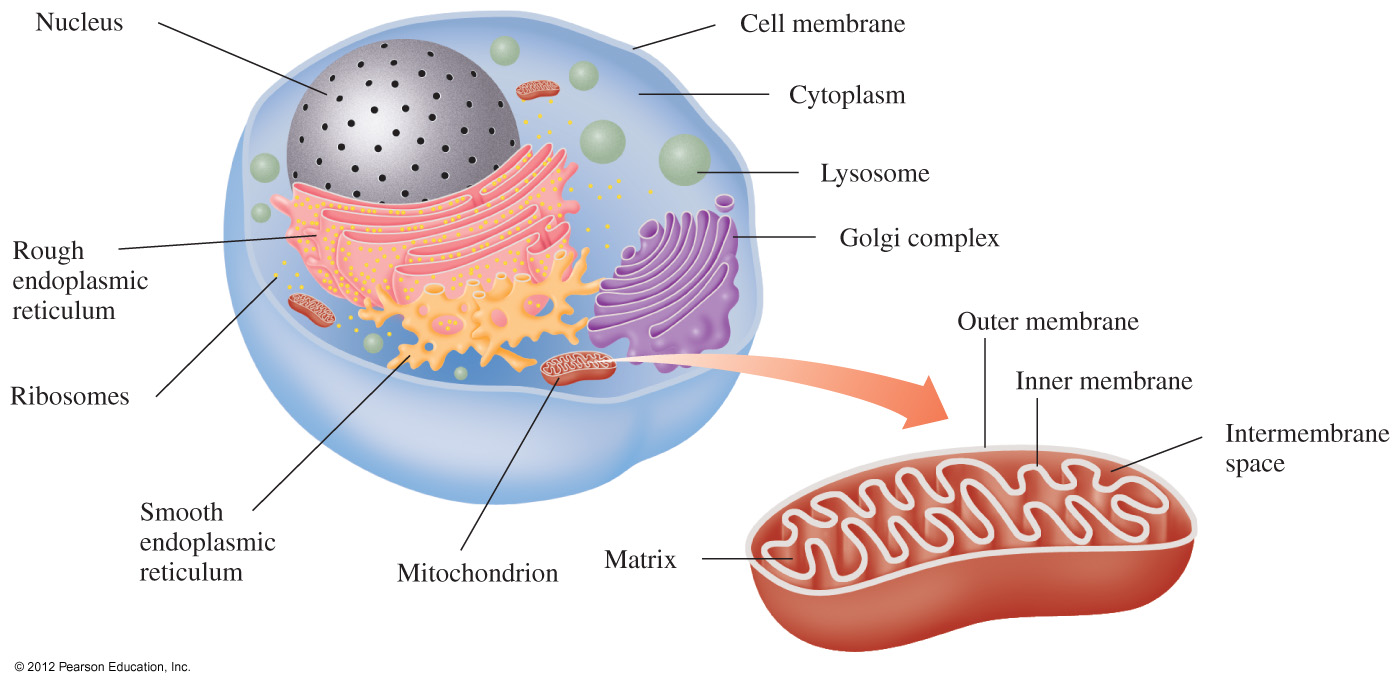 Nucleus
Cell membrane
Cytoplasm
Lysosome
Golgi complex
Rough
endoplasmic
reticulum
Ribosomes
Smooth
endoplasmic
reticulum
Mitochondrion
Outer membrane
Inner membrane
Intermembrane
space
Matrix
© 2012 Pearson Education, Inc.